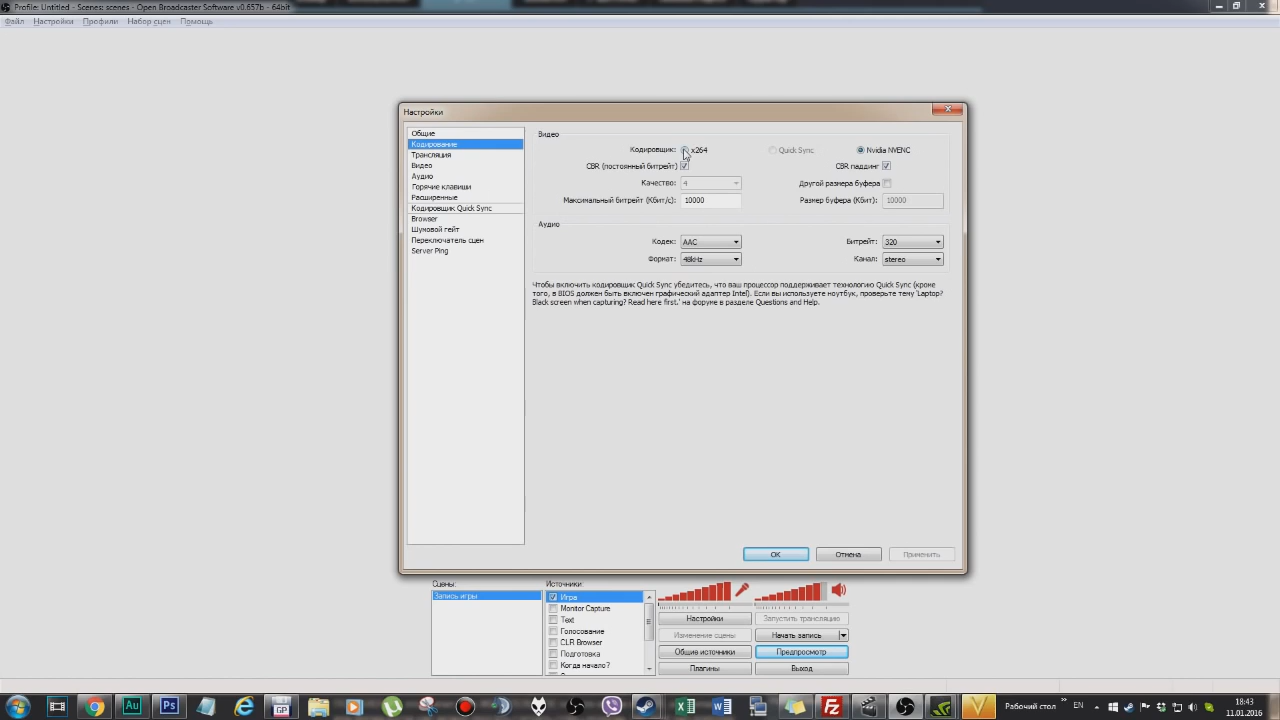 Profile: Untitled - Scenes: scenes - Open Broadcaster Software v0.657b - 64bit
Файл Настройки Профили Набор сцен Помощь
Настройки
Общие
Кодирование
Трансляция
Видео
Аудио
Горячие клавиши
Расширенные
Кодировщик Quick Sync
Browser
Шумовой гейт
Переключатель сцен
Server Ping
Видео
Кодировщик: x264 Quick Sync Nvidia NVENC
CBR (постоянный битрейт) CBR паддинг
Качество: 4 Другой размера буфера
Максимальный битрейт (Кбит/с): 10000 Размер буфера (Кбит): 10000
Аудио
Кодек: AAC Битрейт: 320
Формат: 48kHz Канал: stereo
Чтобы включить кодировщик Quick Sync убедитесь, что ваш процессор поддерживает технологию Quick Sync (кроме
того, в BIOS должен быть включен графический адаптер Intel). Если вы используете ноутбук, проверьте тему 'Laptop?
Black screen when capturing? Read here first.' на форуме в разделе Questions and Help.
OK Отмена Применить
Сцены: Источники:
Запись игры
Игра
Monitor Capture
Text
Голосование
CLR Browser
Подготовка
Когда начало?
Настройки Запустить трансляцию
Изменение сцены Начать запись
Общие источники Предпросмотр
Плагины Выход
Au Ps GP Рабочий стол » EN 18:43
11.01.2016